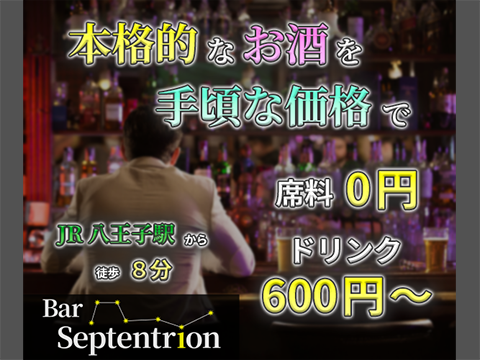 本格的なお酒を
手頃な価格で
席料 0円
JR八王子駅から
徒歩 8分
ドリンク
600円～
Bar
Septentrion